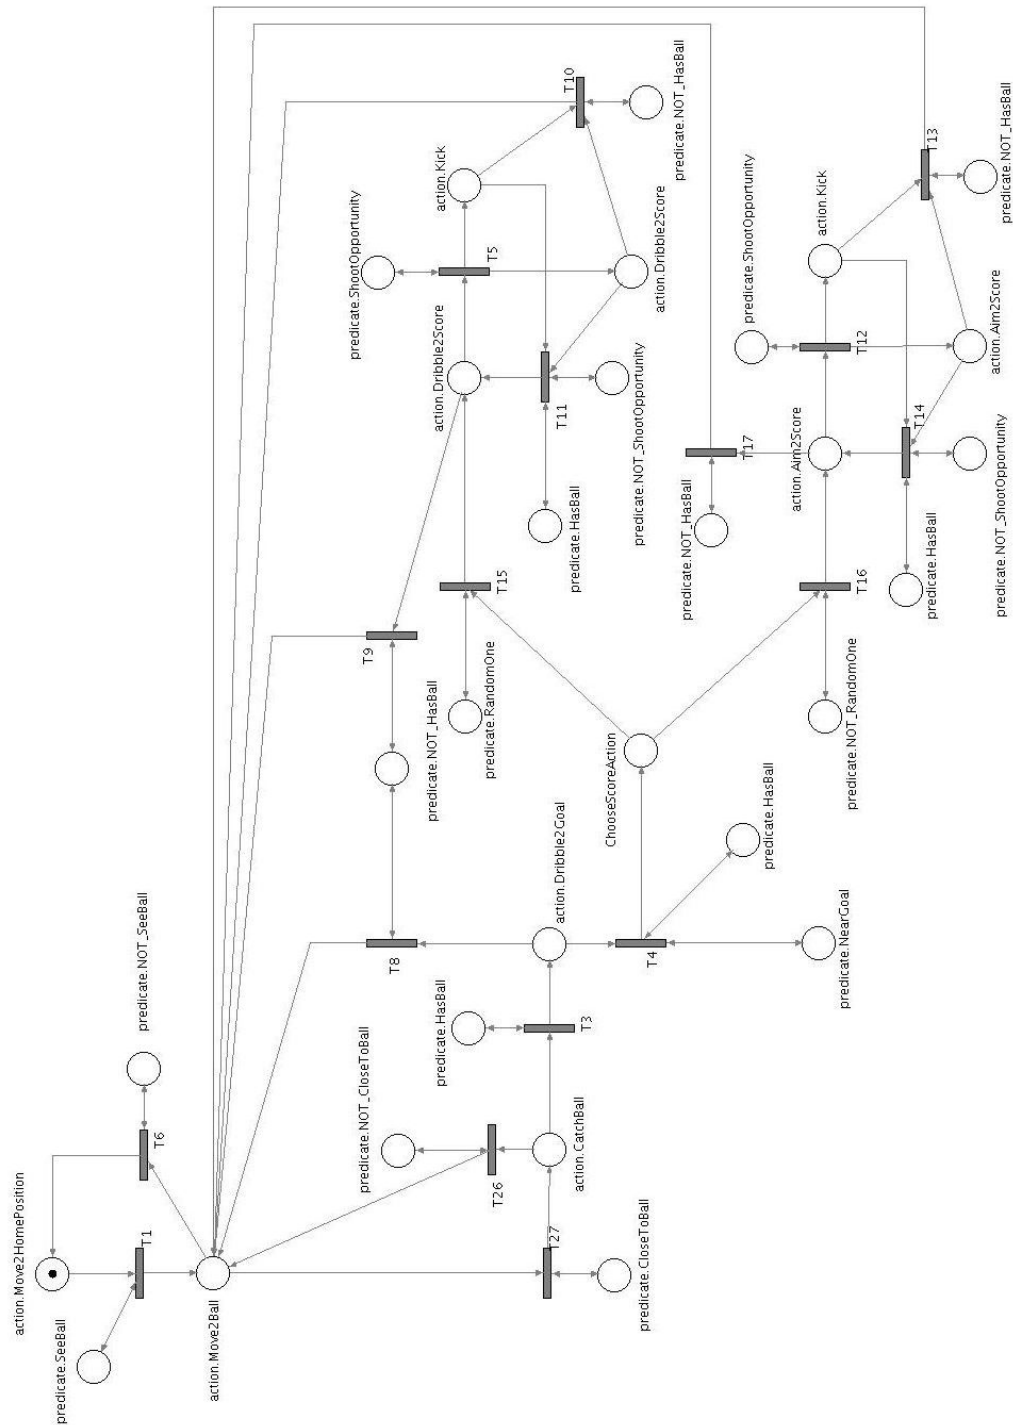 action.Move2HomePosition
predicate.SeeBall
T1
T6
predicate.NOT_SeeBall
action.Move2Ball
predicate.NOT_CloseToBall
T26
T27
action.CatchBall
predicate.CloseToBall
predicate.HasBall
T3
T8
action.Dribble2Goal
T4
predicate.NearGoal
predicate.HasBall
ChooseScoreAction
predicate.NOT_HasBall
T9
predicate.RandomOne
T15
predicate.NOT_RandomOne
T16
action.Dribble2Score
predicate.ShootOpportunity
T5
action.Kick
T10
predicate.NOT_HasBall
action.Dribble2Score
T11
predicate.HasBall
predicate.NOT_ShootOpportunity
predicate.NOT_HasBall
T17
action.Aim2Score
predicate.ShootOpportunity
T12
action.Kick
T13
predicate.NOT_HasBall
action.Aim2Score
T14
predicate.HasBall
predicate.NOT_ShootOpportunity